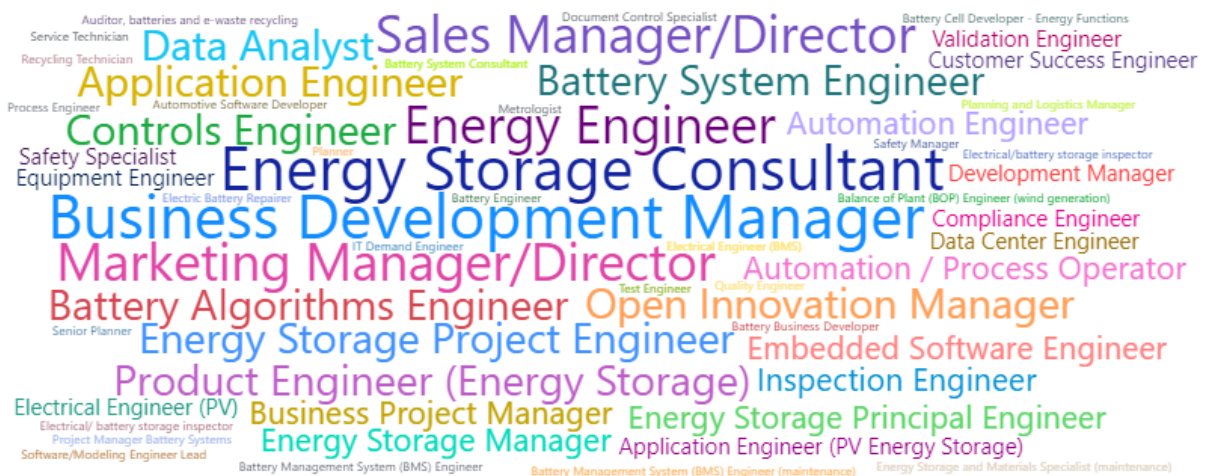 Auditor, batteries and e-waste recycling
Document Control Specialist
Battery Cell Developer - Energy Functions
Service Technician
Data Analyst
Sales Manager/Director
Validation Engineer
Recycling Technician
Battery System Consultant
Customer Success Engineer
Application Engineer
Battery System Engineer
Process Engineer
Automotive Software Developer
Metrologist
Planning and Logistics Manager
Controls Engineer
Energy Engineer
Automation Engineer
Safety Specialist
Planner
Safety Manager
Electrical/battery storage inspector
Equipment Engineer
Energy Storage Consultant
Development Manager
Electric Battery Repairer
Battery Engineer
Balance of Plant (BOP) Engineer (wind generation)
Business Development Manager
Compliance Engineer
Data Center Engineer
IT Demand Engineer
Electrical Engineer (BMS)
Marketing Manager/Director
Automation / Process Operator
Test Engineer
Quality Engineer
Battery Algorithms Engineer
Open Innovation Manager
Senior Planner
Battery Business Developer
Energy Storage Project Engineer
Embedded Software Engineer
Product Engineer (Energy Storage)
Inspection Engineer
Electrical Engineer (PV)
Business Project Manager
Energy Storage Principal Engineer
Electrical/ battery storage inspector
Project Manager Battery Systems
Energy Storage Manager
Application Engineer (PV Energy Storage)
Software/Modeling Engineer Lead
Battery Management System (BMS) Engineer
Battery Management System (BMS) Engineer (maintenance)
Energy Storage and Materials Specialist (maintenance)